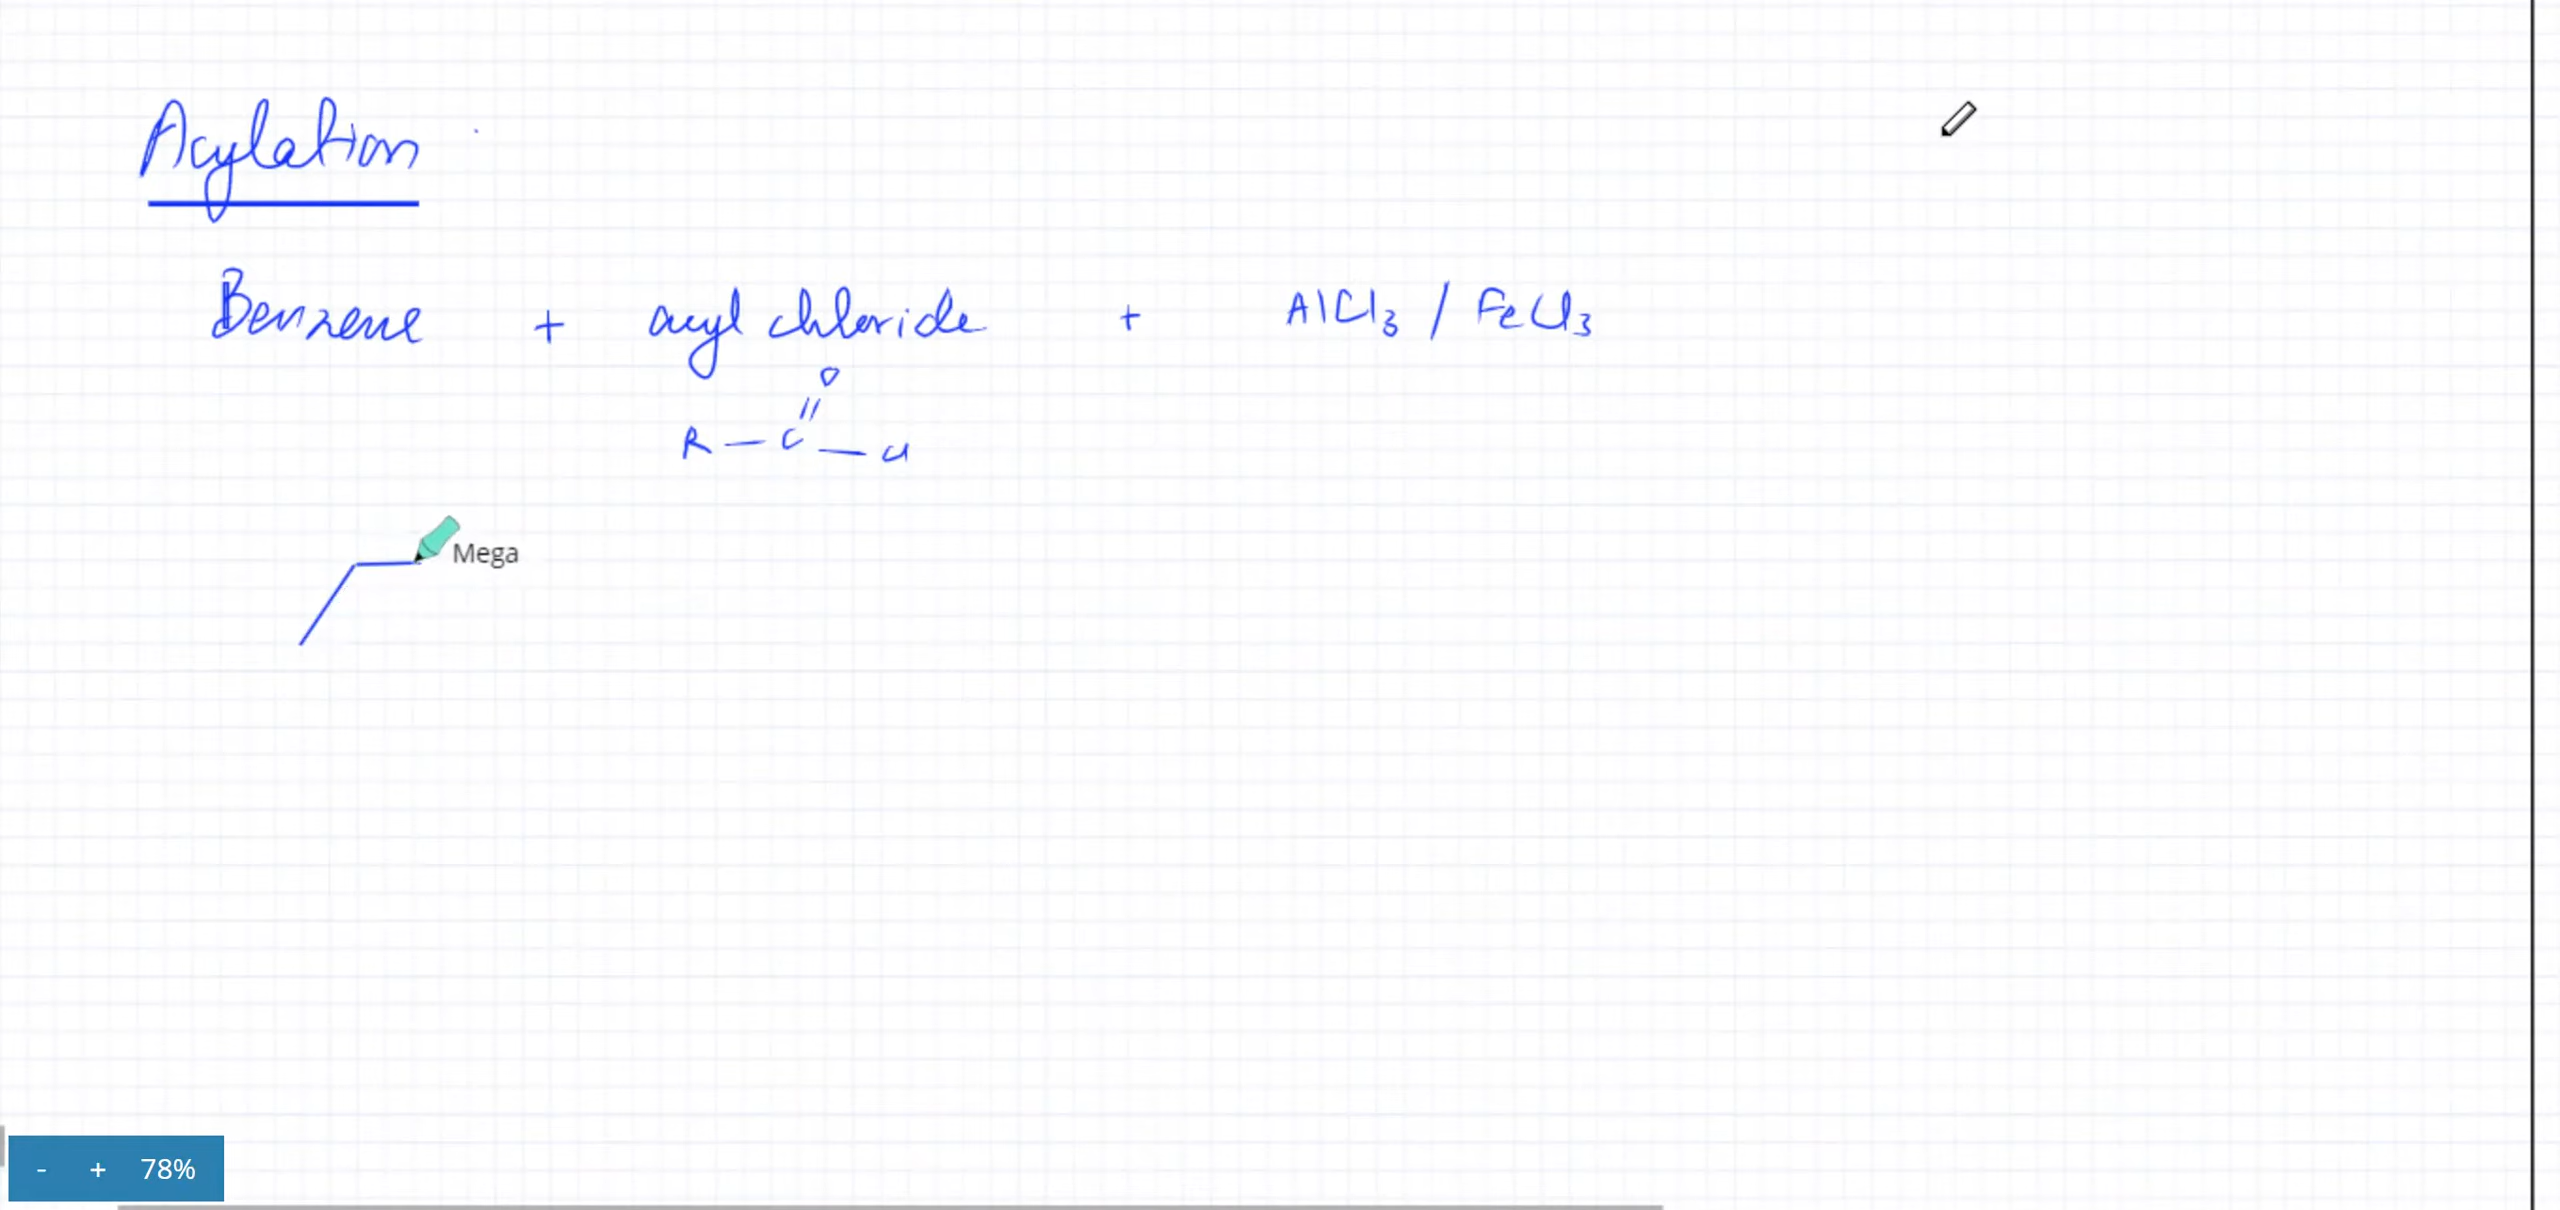 Acylation
Benzene + acyl chloride + AlCl3 / FeCl3
O
||
R — C — Cl
Mega
- + 78%